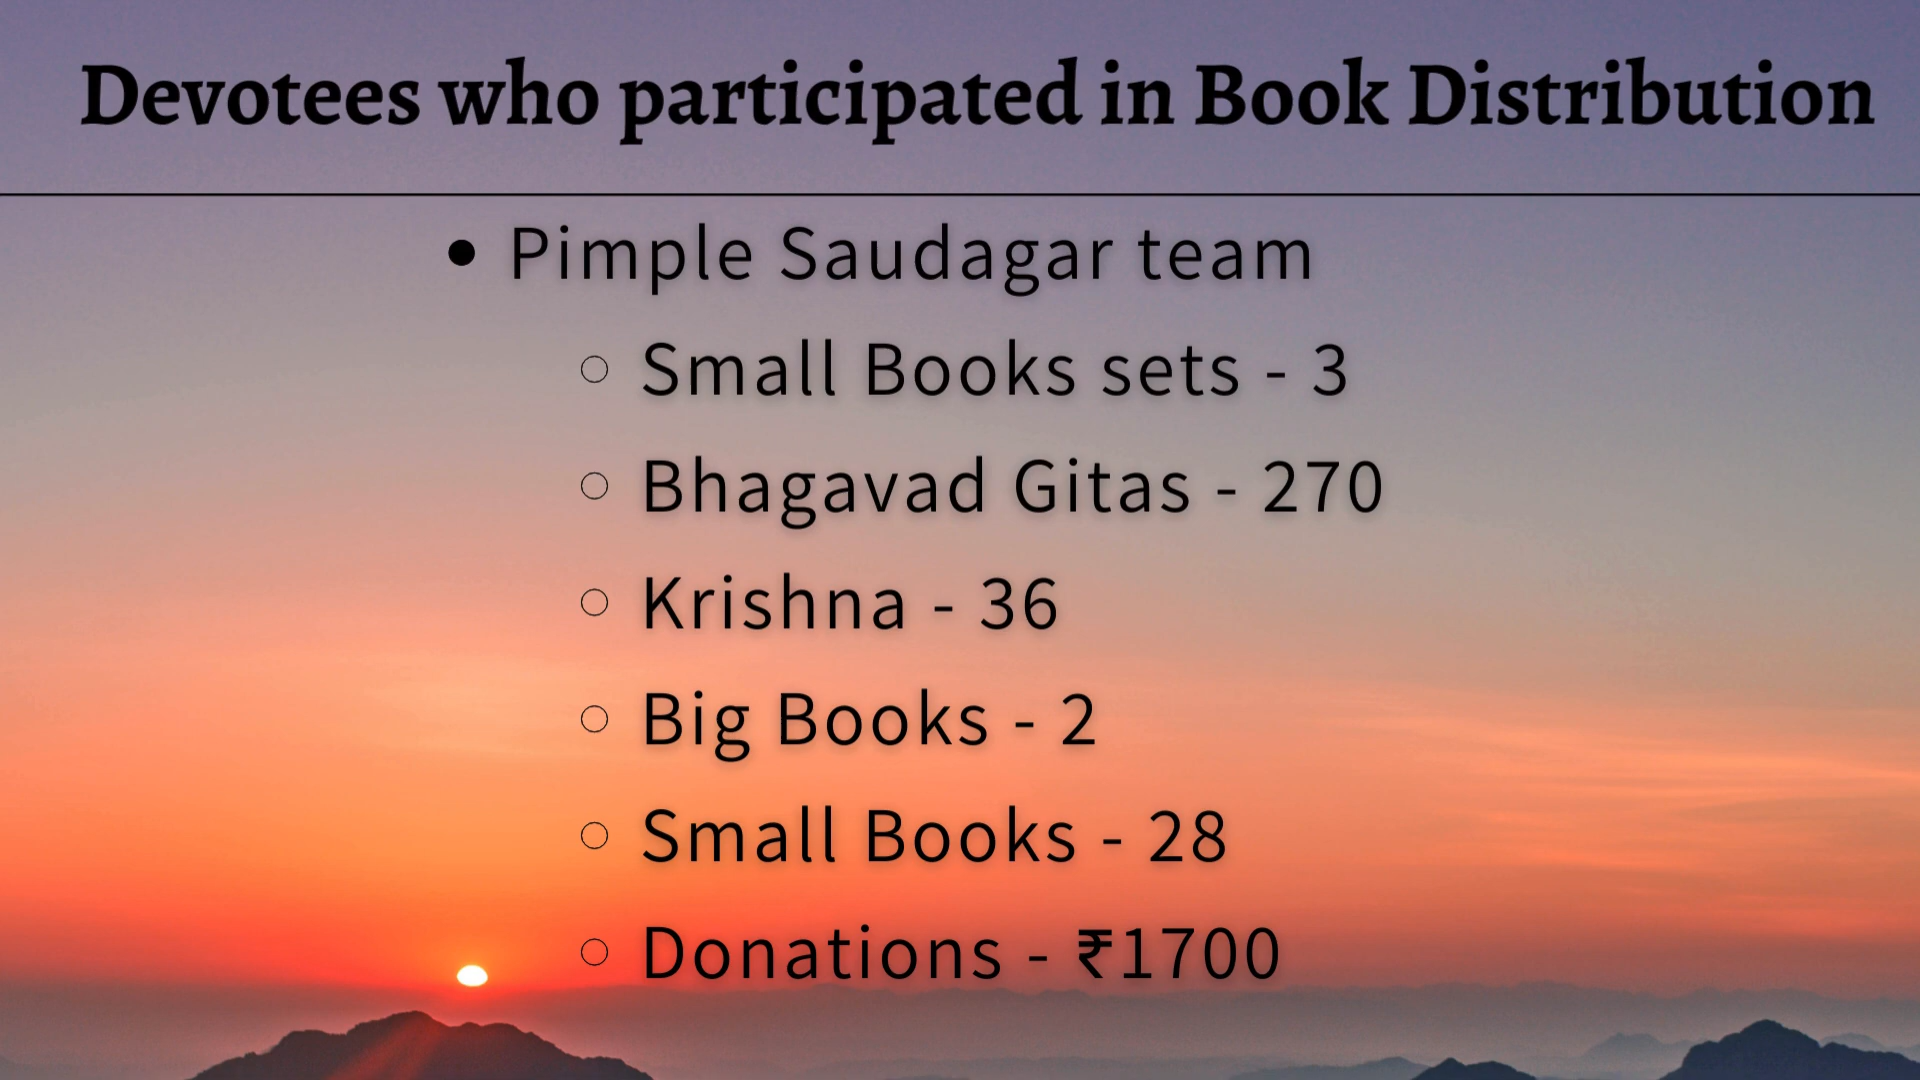 Devotees who participated in Book Distribution
• Pimple Saudagar team
○ Small Books sets - 3
○ Bhagavad Gitas - 270
○ Krishna - 36
○ Big Books - 2
○ Small Books - 28
○ Donations - ₹1700